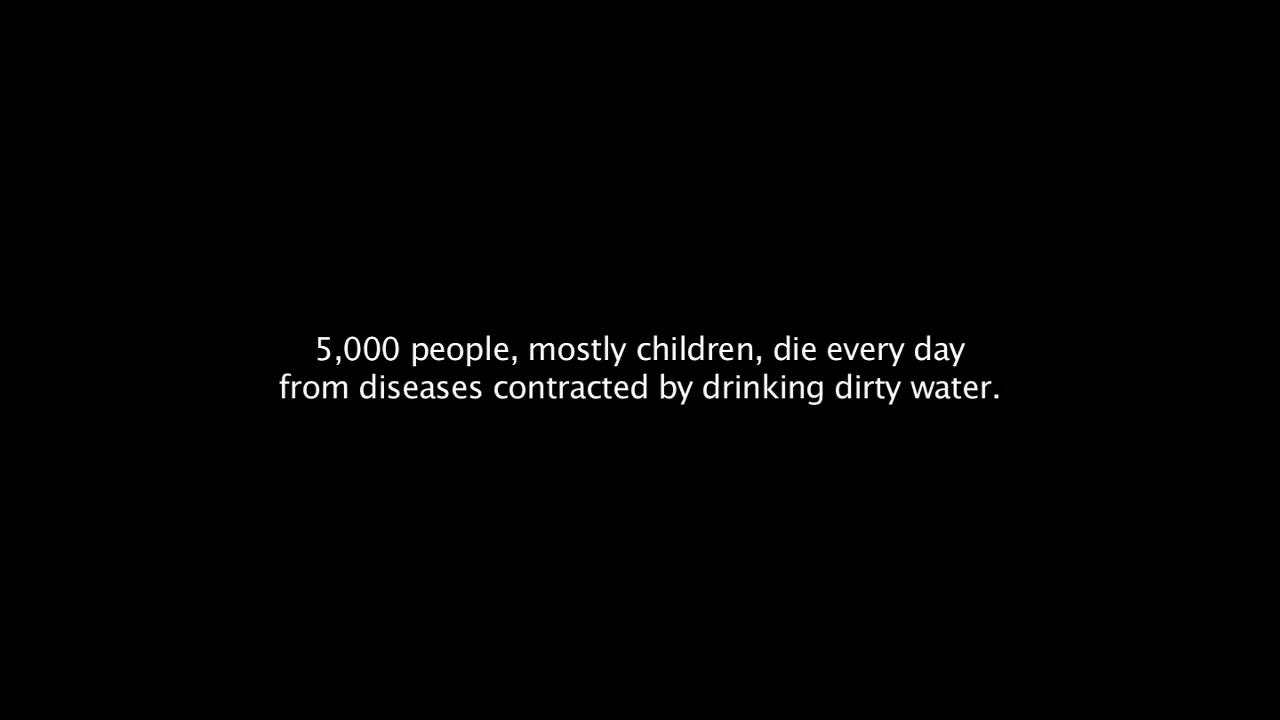 5,000 people, mostly children, die every day
from diseases contracted by drinking dirty water.